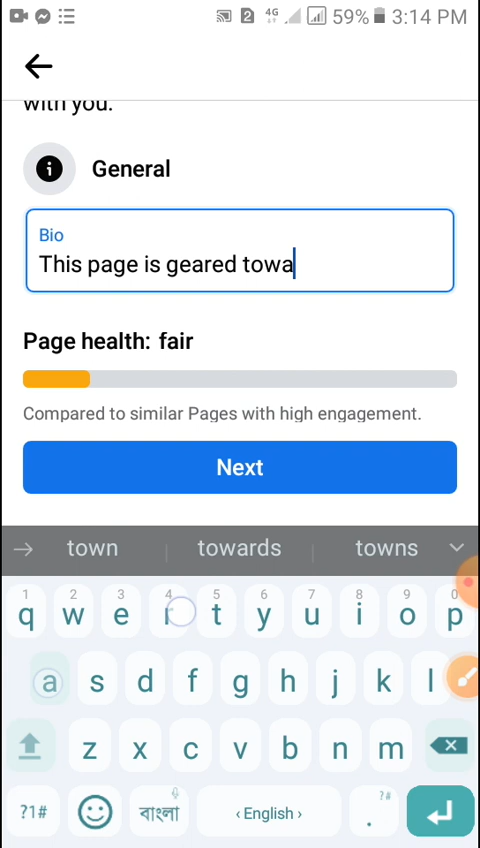 4G 59% 3:14 PM
with you.
General
Bio
This page is geared towa
Page health: fair
Compared to similar Pages with high engagement.
Next
town towards towns
1 2 3 4 5 6 7 8 9 0
q w e r t y u i o p
a s d f g h j k l
z x c v b n m
?1# বাংলা ‹ English › . ?#